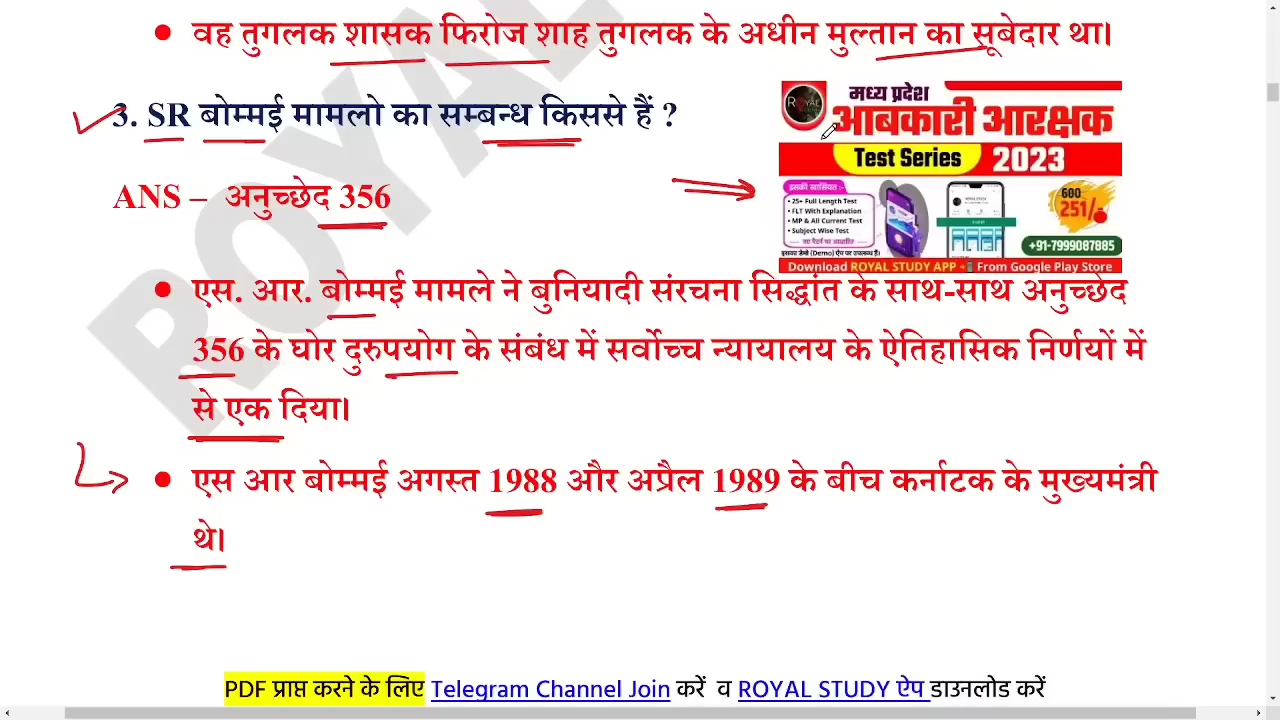 वह तुगलक शासक फिरोज शाह तुगलक के अधीन मुल्तान का सूबेदार था।
3. SR बोम्मई मामलो का सम्बन्ध किससे हैं ?
ANS – अनुच्छेद 356
मध्य प्रदेश
ROYAL
आबकारी आरक्षक
Test Series 2023
इसकी खासियत :-
• 25+ Full Length Test
• FLT With Explanation
• MP & All Current Test
• Subject Wise Test
600
251/-
+91-7999087885
Download ROYAL STUDY APP From Google Play Store
एस. आर. बोम्मई मामले ने बुनियादी संरचना सिद्धांत के साथ-साथ अनुच्छेद
356 के घोर दुरुपयोग के संबंध में सर्वोच्च न्यायालय के ऐतिहासिक निर्णयों में
से एक दिया।
एस आर बोम्मई अगस्त 1988 और अप्रैल 1989 के बीच कर्नाटक के मुख्यमंत्री
थे।
ROYAL
PDF प्राप्त करने के लिए Telegram Channel Join करें व ROYAL STUDY ऐप डाउनलोड करें